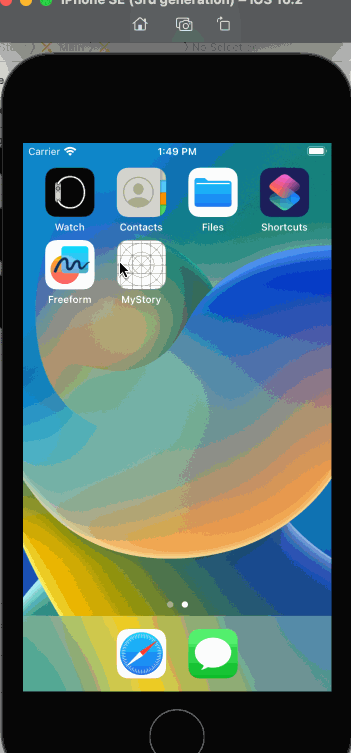 iPhone SE (3rd generation) – iOS 16.2
Main
No Selection
Carrier 1:49 PM
Watch Contacts Files Shortcuts
Freeform MyStory